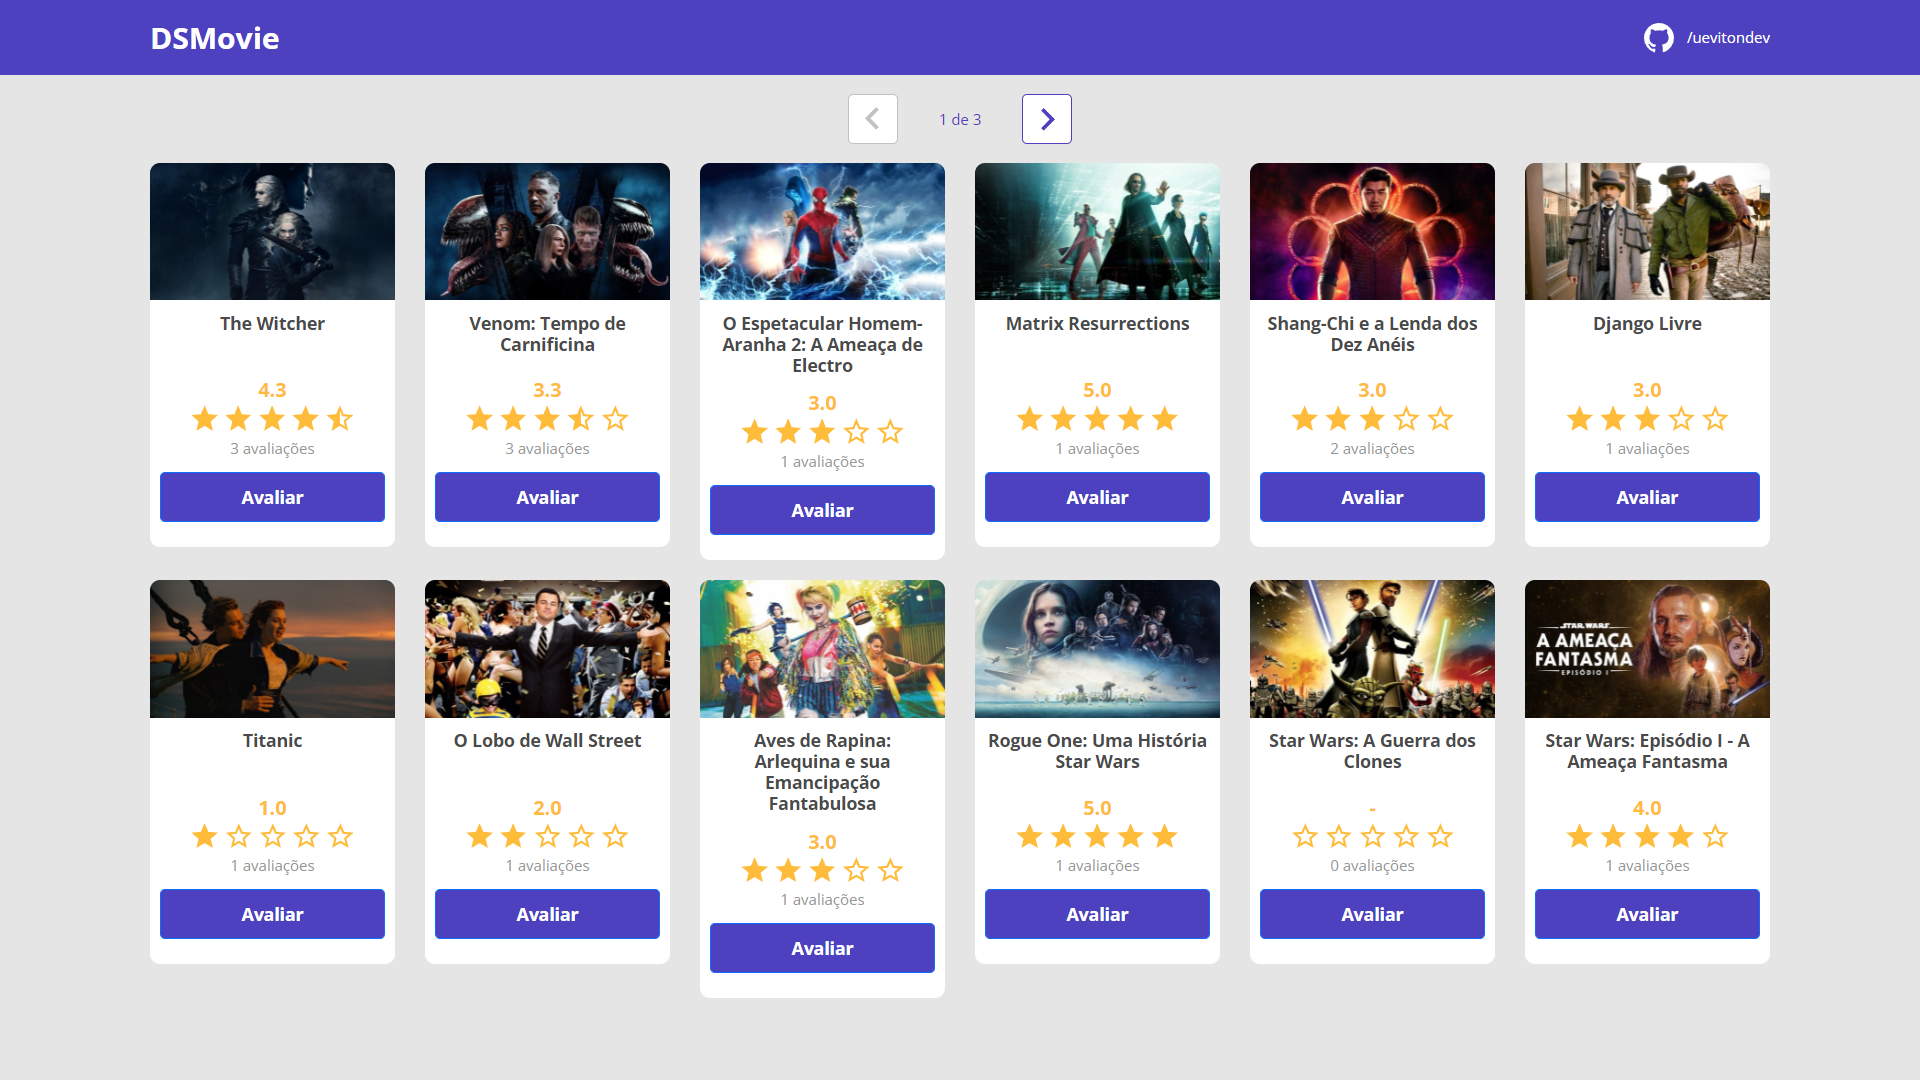 DSMovie
/uevitondev
1 de 3
The Witcher
4.3
3 avaliações
Avaliar
Venom: Tempo de
Carnificina
3.3
3 avaliações
Avaliar
O Espetacular Homem-
Aranha 2: A Ameaça de
Electro
3.0
1 avaliações
Avaliar
Matrix Resurrections
5.0
1 avaliações
Avaliar
Shang-Chi e a Lenda dos
Dez Anéis
3.0
2 avaliações
Avaliar
Django Livre
3.0
1 avaliações
Avaliar
Titanic
1.0
1 avaliações
Avaliar
O Lobo de Wall Street
2.0
1 avaliações
Avaliar
Aves de Rapina:
Arlequina e sua
Emancipação
Fantabulosa
3.0
1 avaliações
Avaliar
Rogue One: Uma História
Star Wars
5.0
1 avaliações
Avaliar
Star Wars: A Guerra dos
Clones
-
0 avaliações
Avaliar
STAR WARS
A AMEAÇA
FANTASMA
EPISÓDIO I
Star Wars: Episódio I - A
Ameaça Fantasma
4.0
1 avaliações
Avaliar